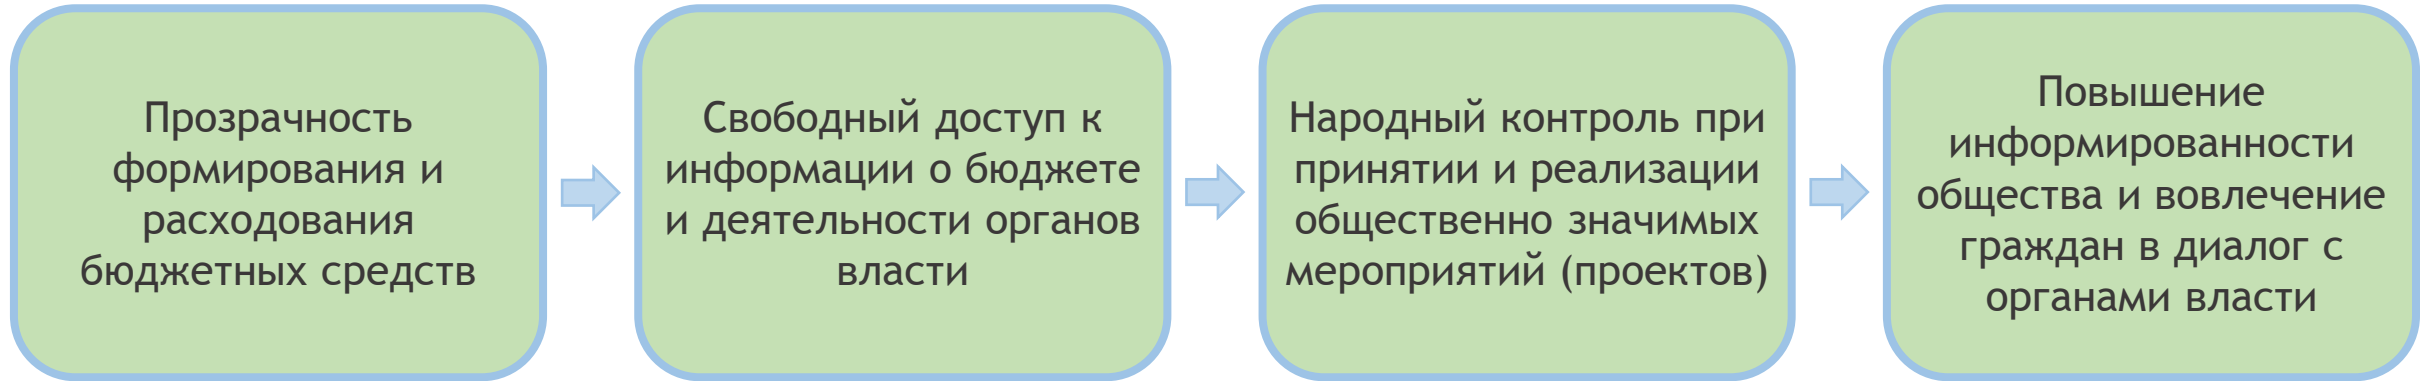 Прозрачность
формирования и
расходования
бюджетных средств
Свободный доступ к
информации о бюджете
и деятельности органов
власти
Народный контроль при
принятии и реализации
общественно значимых
мероприятий (проектов)
Повышение
информированности
общества и вовлечение
граждан в диалог с
органами власти